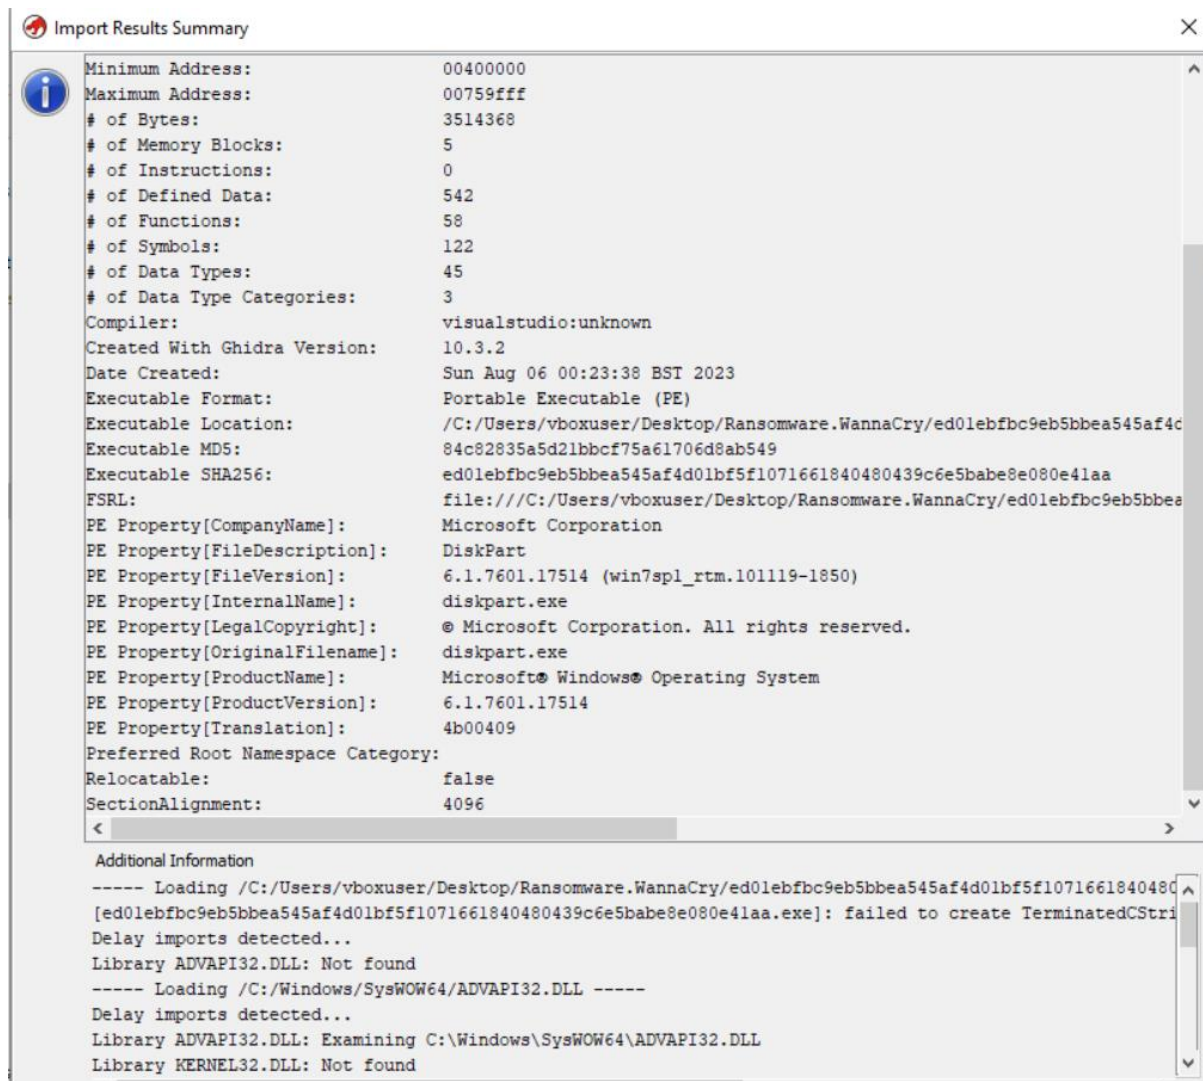 Import Results Summary
Minimum Address: 00400000
Maximum Address: 00759fff
# of Bytes: 3514368
# of Memory Blocks: 5
# of Instructions: 0
# of Defined Data: 542
# of Functions: 58
# of Symbols: 122
# of Data Types: 45
# of Data Type Categories: 3
Compiler: visualstudio:unknown
Created With Ghidra Version: 10.3.2
Date Created: Sun Aug 06 00:23:38 BST 2023
Executable Format: Portable Executable (PE)
Executable Location: /C:/Users/vboxuser/Desktop/Ransomware.WannaCry/ed01ebfbc9eb5bbea545af4d
Executable MD5: 84c82835a5d21bbcf75a61706d8ab549
Executable SHA256: ed01ebfbc9eb5bbea545af4d01bf5f1071661840480439c6e5babe8e080e41aa
FSRL: file:///C:/Users/vboxuser/Desktop/Ransomware.WannaCry/ed01ebfbc9eb5bbea
PE Property[CompanyName]: Microsoft Corporation
PE Property[FileDescription]: DiskPart
PE Property[FileVersion]: 6.1.7601.17514 (win7sp1_rtm.101119-1850)
PE Property[InternalName]: diskpart.exe
PE Property[LegalCopyright]: © Microsoft Corporation. All rights reserved.
PE Property[OriginalFilename]: diskpart.exe
PE Property[ProductName]: Microsoft® Windows® Operating System
PE Property[ProductVersion]: 6.1.7601.17514
PE Property[Translation]: 4b00409
Preferred Root Namespace Category:
Relocatable: false
SectionAlignment: 4096
Additional Information
----- Loading /C:/Users/vboxuser/Desktop/Ransomware.WannaCry/ed01ebfbc9eb5bbea545af4d01bf5f1071661840480
[ed01ebfbc9eb5bbea545af4d01bf5f1071661840480439c6e5babe8e080e41aa.exe]: failed to create TerminatedCStri
Delay imports detected...
Library ADVAPI32.DLL: Not found
----- Loading /C:/Windows/SysWOW64/ADVAPI32.DLL -----
Delay imports detected...
Library ADVAPI32.DLL: Examining C:\Windows\SysWOW64\ADVAPI32.DLL
Library KERNEL32.DLL: Not found